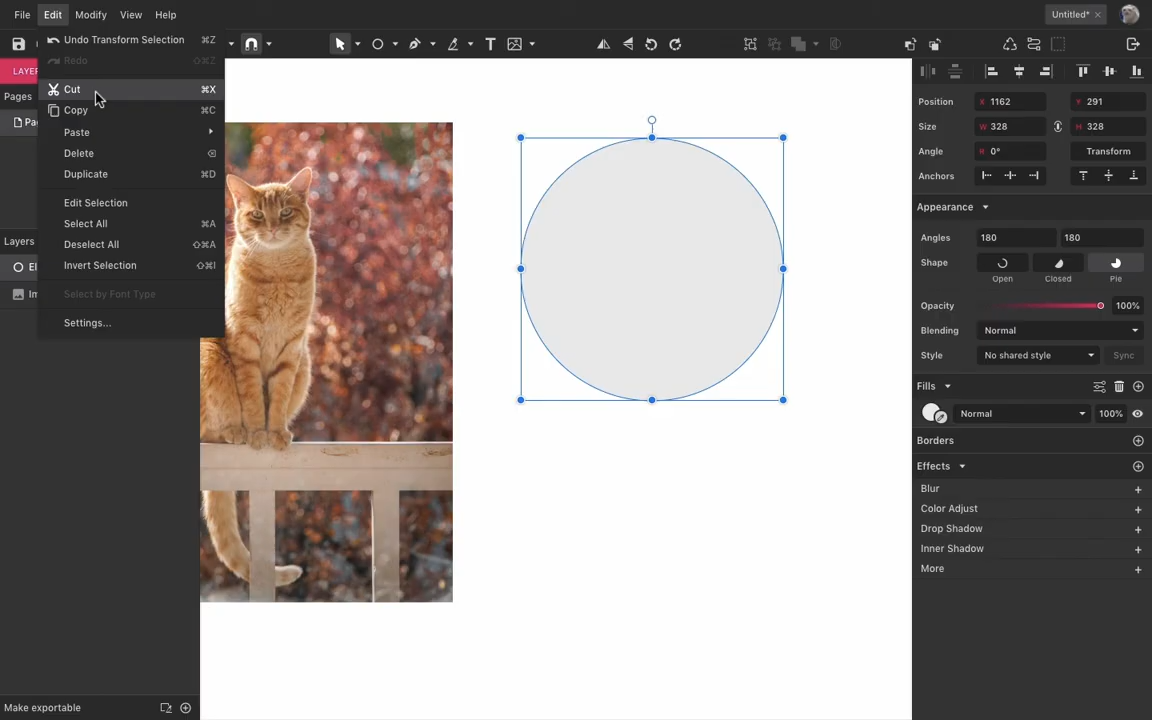 File Edit Modify View Help Untitled*
Undo Transform Selection ⌘Z
Redo ⇧⌘Z
Cut ⌘X
Copy ⌘C
Paste
Delete
Duplicate ⌘D
Edit Selection
Select All ⌘A
Deselect All ⇧⌘A
Invert Selection ⇧⌘I
Select by Font Type
Settings...
LAYER
Pages
Layers
Make exportable
Position X 1162 Y 291
Size W 328 H 328
Angle R 0° Transform
Anchors
Appearance
Angles 180 180
Shape
Open Closed Pie
Opacity 100%
Blending Normal
Style No shared style Sync
Fills
Normal 100%
Borders
Effects
Blur
Color Adjust
Drop Shadow
Inner Shadow
More